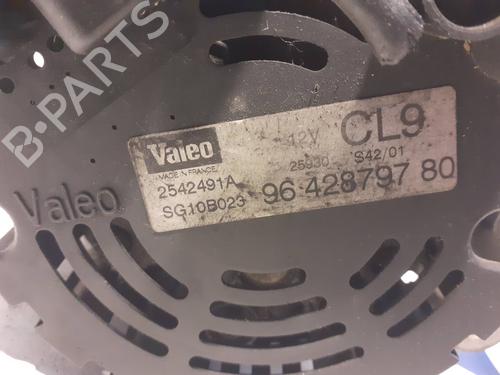 B-PARTS
Valeo
12V
CL9
MADE IN FRANCE
25930
S42/01
2542491A
SG10B023
96 428797 80
Valeo